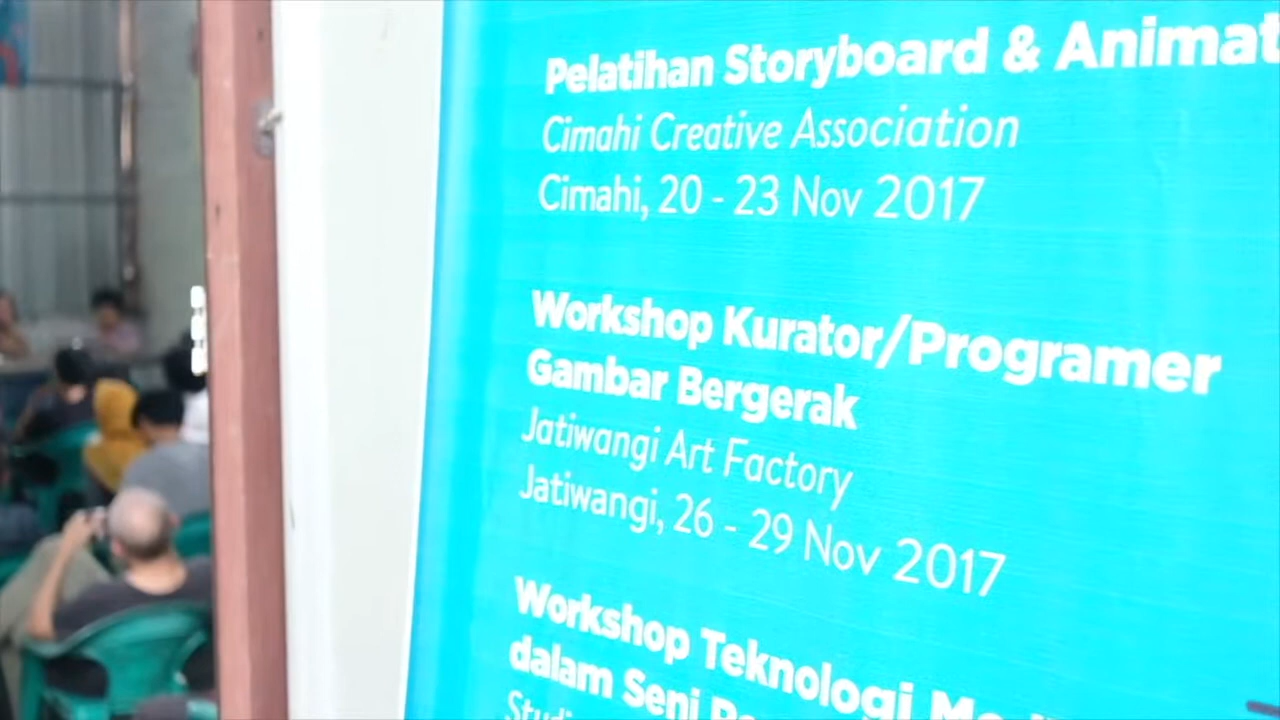 Pelatihan Storyboard & Animat
Cimahi Creative Association
Cimahi, 20 - 23 Nov 2017
Workshop Kurator/Programer
Gambar Bergerak
Jatiwangi Art Factory
Jatiwangi, 26 - 29 Nov 2017
Workshop Teknologi
dalam Seni